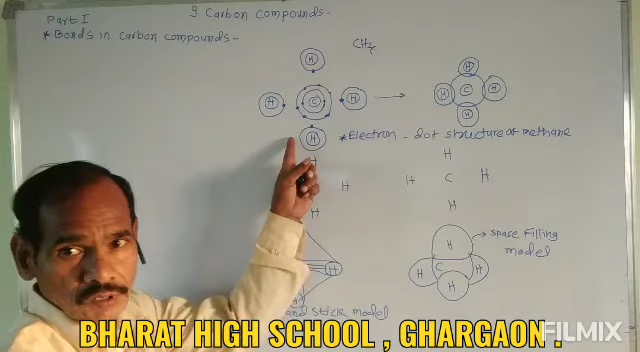 Part I
9 Carbon compounds-
*Bonds in carbon compounds-
CH4
H
H
C
H
H
H
H
C
H
H
*Electron-dot structure of methane
H
H
H
H
C
H
H
H
H
space filling
model
H
C
H
H
H
H
and stick model
FILMIX
BHARAT HIGH SCHOOL , GHARGAON .